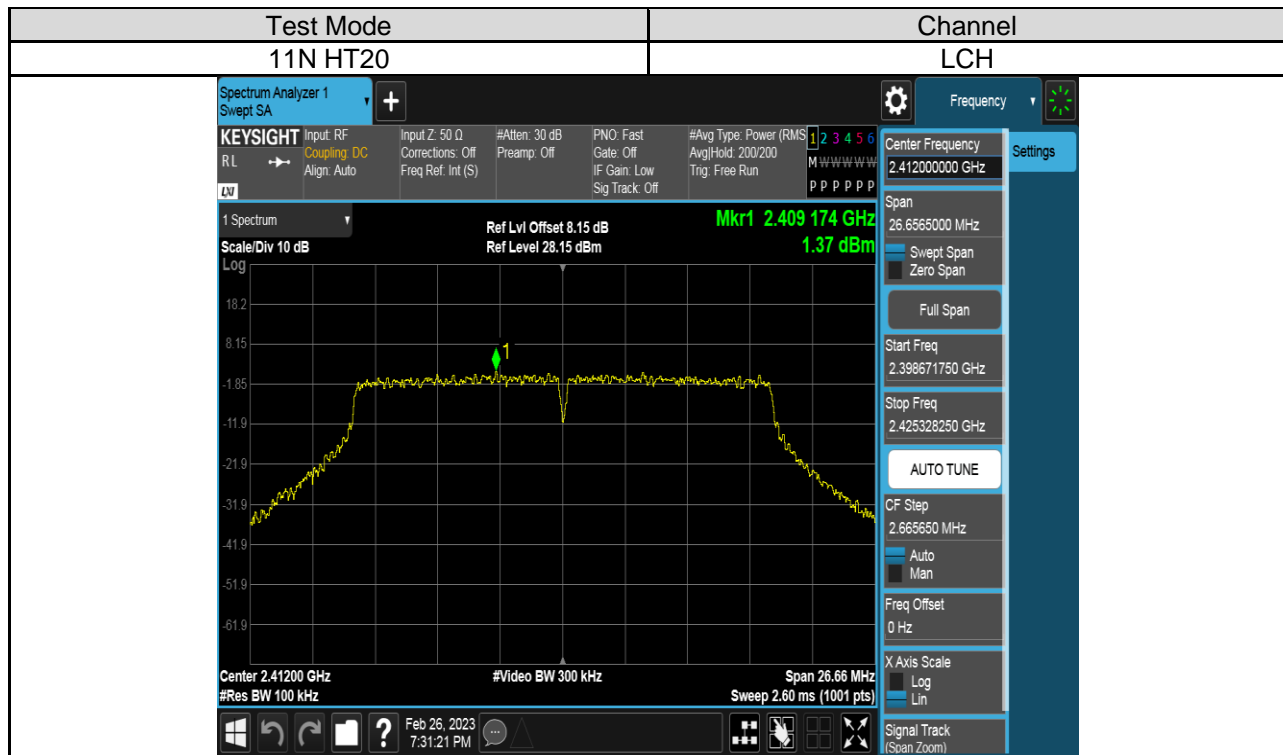 Test Mode Channel
11N HT20 LCH
Spectrum Analyzer 1
Swept SA
+
Frequency
KEYSIGHT Input: RF Input Z: 50 Ω #Atten: 30 dB PNO: Fast #Avg Type: Power (RMS 1 2 3 4 5 6
RL Coupling: DC Corrections: Off Preamp: Off Gate: Off Avg|Hold: 200/200 M W W W W W
Align: Auto Freq Ref: Int (S) IF Gain: Low Trig: Free Run
LXI Sig Track: Off P P P P P P
1 Spectrum Ref Lvl Offset 8.15 dB Mkr1 2.409 174 GHz
Scale/Div 10 dB Ref Level 28.15 dBm 1.37 dBm
Log
18.2
8.15
1
-1.85
-11.9
-21.9
-31.9
-41.9
-51.9
-61.9
Center 2.41200 GHz #Video BW 300 kHz Span 26.66 MHz
#Res BW 100 kHz Sweep 2.60 ms (1001 pts)
Center Frequency
2.412000000 GHz
Settings
Span
26.6565000 MHz
Swept Span
Zero Span
Full Span
Start Freq
2.398671750 GHz
Stop Freq
2.425328250 GHz
AUTO TUNE
CF Step
2.665650 MHz
Auto
Man
Freq Offset
0 Hz
X Axis Scale
Log
Lin
Signal Track
(Span Zoom)
? Feb 26, 2023
7:31:21 PM